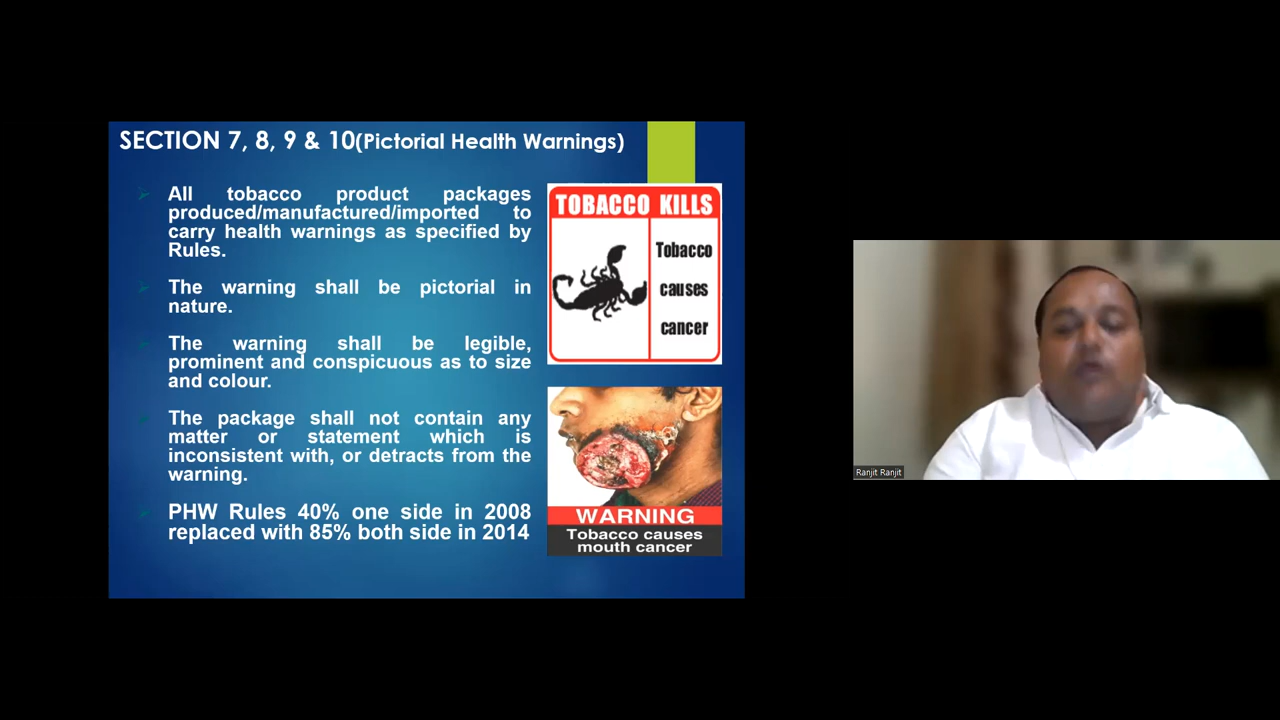 SECTION 7, 8, 9 & 10(Pictorial Health Warnings)
All tobacco product packages
produced/manufactured/imported to
carry health warnings as specified by
Rules.
The warning shall be pictorial in
nature.
The warning shall be legible,
prominent and conspicuous as to size
and colour.
The package shall not contain any
matter or statement which is
inconsistent with, or detracts from the
warning.
PHW Rules 40% one side in 2008
replaced with 85% both side in 2014
TOBACCO KILLS
Tobacco
causes
cancer
WARNING
Tobacco causes
mouth cancer
Ranjit Ranjit